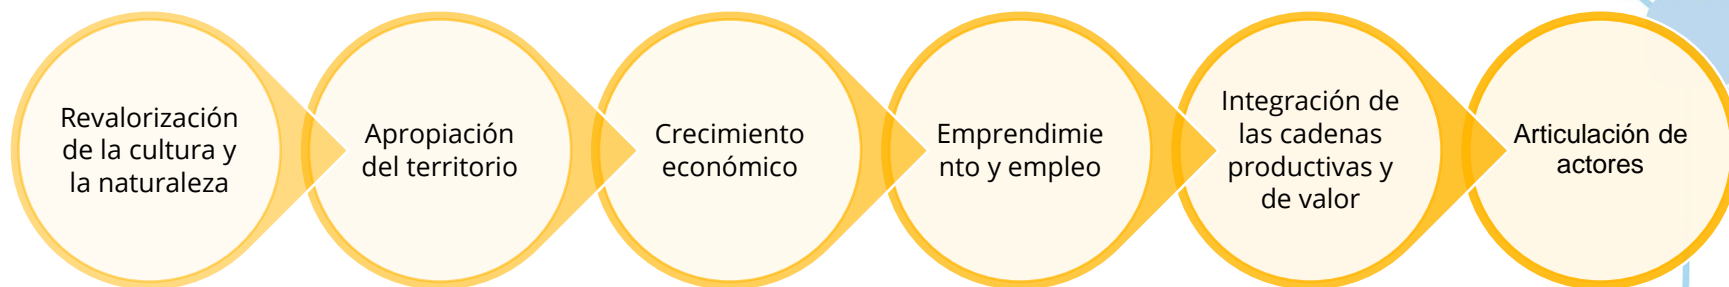 Revalorización
de la cultura y
la naturaleza
Apropiación
del territorio
Crecimiento
económico
Emprendimie
nto y empleo
Integración de
las cadenas
productivas y
de valor
Articulación de
actores